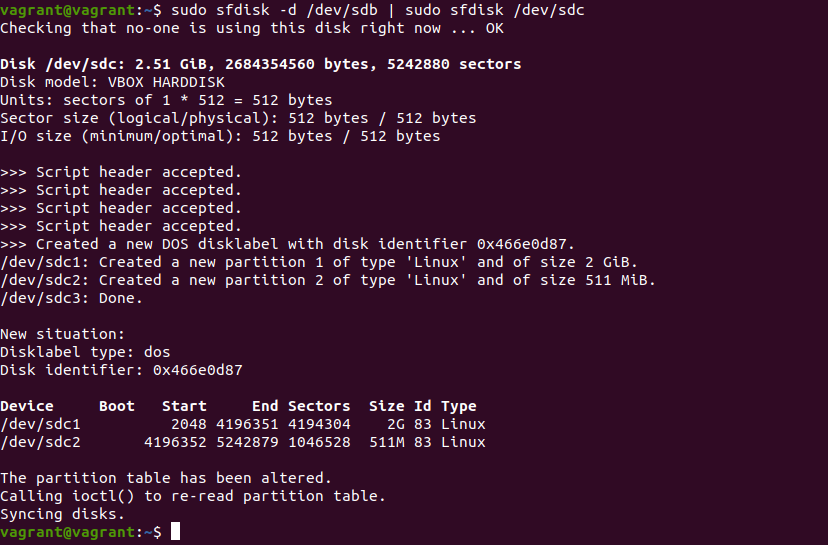 vagrant@vagrant:~$ sudo sfdisk -d /dev/sdb | sudo sfdisk /dev/sdc
Checking that no-one is using this disk right now ... OK

Disk /dev/sdc: 2.51 GiB, 2684354560 bytes, 5242880 sectors
Disk model: VBOX HARDDISK
Units: sectors of 1 * 512 = 512 bytes
Sector size (logical/physical): 512 bytes / 512 bytes
I/O size (minimum/optimal): 512 bytes / 512 bytes

>>> Script header accepted.
>>> Script header accepted.
>>> Script header accepted.
>>> Script header accepted.
>>> Created a new DOS disklabel with disk identifier 0x466e0d87.
/dev/sdc1: Created a new partition 1 of type 'Linux' and of size 2 GiB.
/dev/sdc2: Created a new partition 2 of type 'Linux' and of size 511 MiB.
/dev/sdc3: Done.

New situation:
Disklabel type: dos
Disk identifier: 0x466e0d87

Device     Boot   Start     End Sectors  Size Id Type
/dev/sdc1          2048 4196351 4194304    2G 83 Linux
/dev/sdc2       4196352 5242879 1046528  511M 83 Linux

The partition table has been altered.
Calling ioctl() to re-read partition table.
Syncing disks.
vagrant@vagrant:~$